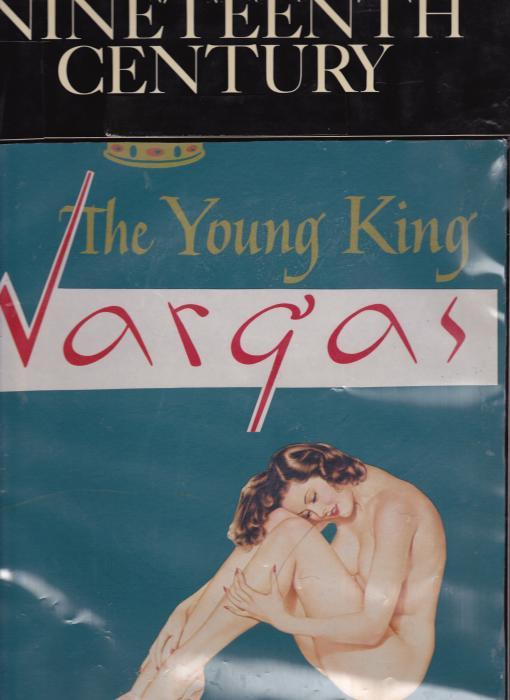 NINETEENTH
CENTURY
The Young King
Vargas